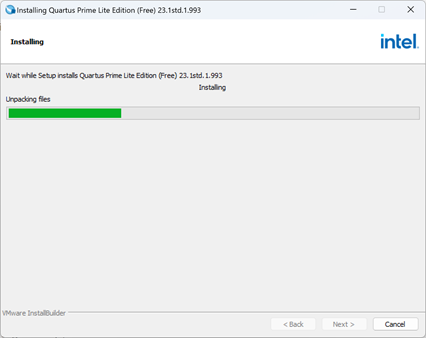 Installing Quartus Prime Lite Edition (Free) 23.1std.1.993
Installing
intel.
Wait while Setup installs Quartus Prime Lite Edition (Free) 23.1std.1.993
Installing
Unpacking files
VMware InstallBuilder
< Back
Next >
Cancel